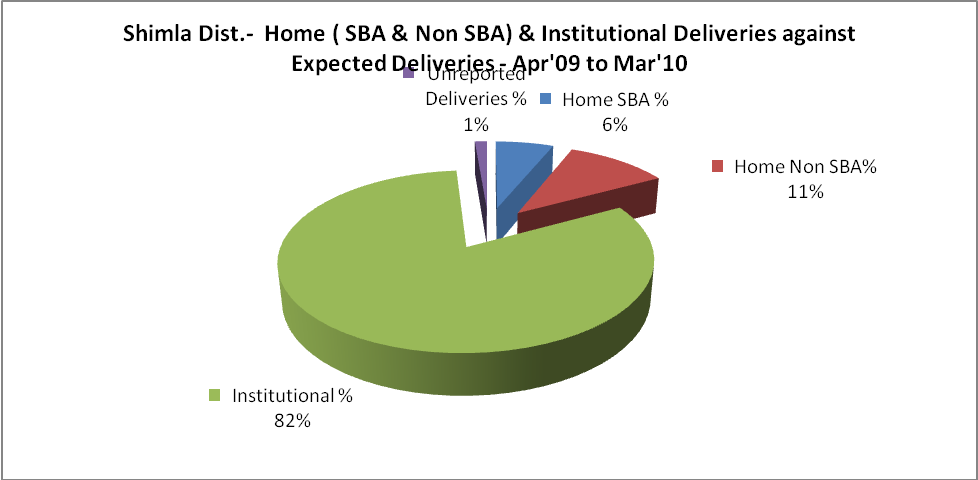 Shimla Dist.-  Home ( SBA & Non SBA) & Institutional Deliveries against
Expected Deliveries - Apr'09 to Mar'10
Unreported
Deliveries %
1%
Home SBA %
6%
Home Non SBA%
11%
Institutional %
82%